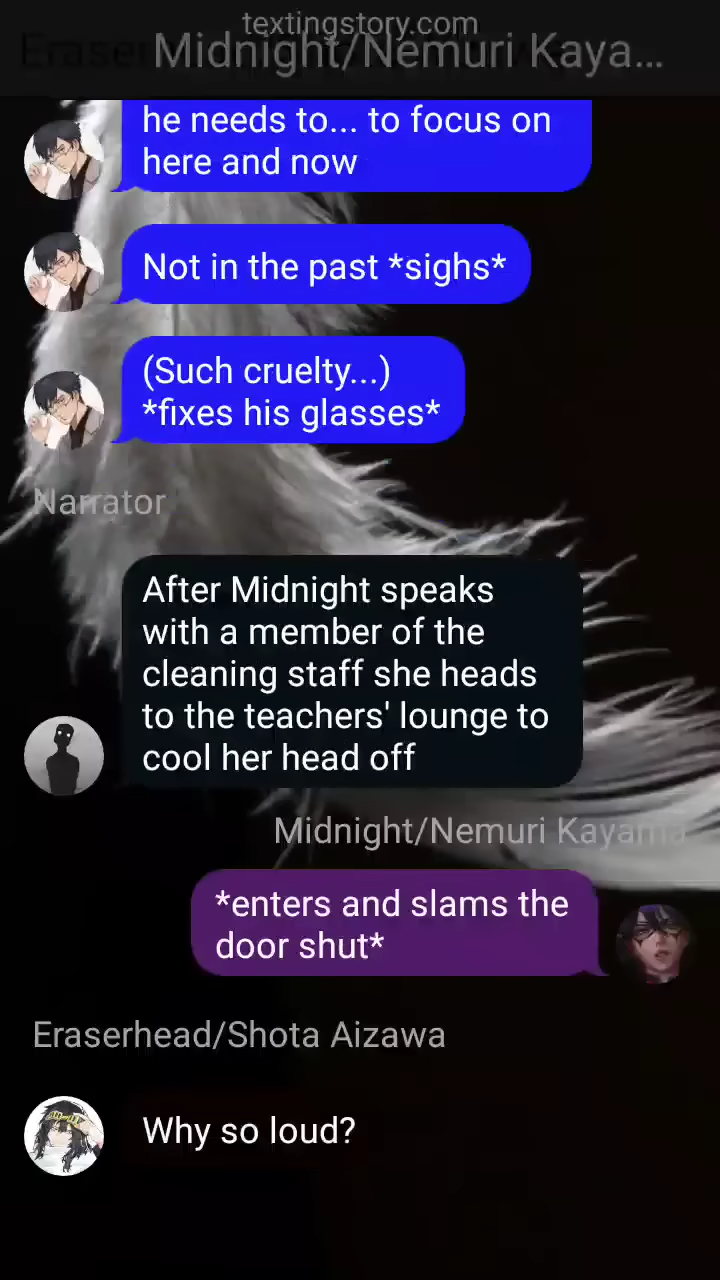 textingstory.com
Midnight/Nemuri Kaya...
he needs to... to focus on
here and now
Not in the past *sighs*
(Such cruelty...)
*fixes his glasses*
Narrator
After Midnight speaks
with a member of the
cleaning staff she heads
to the teachers' lounge to
cool her head off
Midnight/Nemuri Kayama
*enters and slams the
door shut*
Eraserhead/Shota Aizawa
Why so loud?